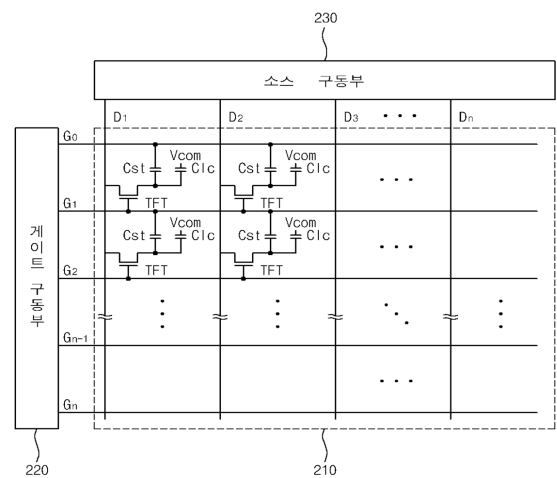 230
소스 구동부
D1 D2 D3 ... Dn
G0
Vcom Vcom
Cst Clc Cst Clc
...
TFT TFT
G1
Vcom Vcom
Cst Clc Cst Clc
...
TFT TFT
G2
게이트 구동부
Gn-1
...
Gn
220 210